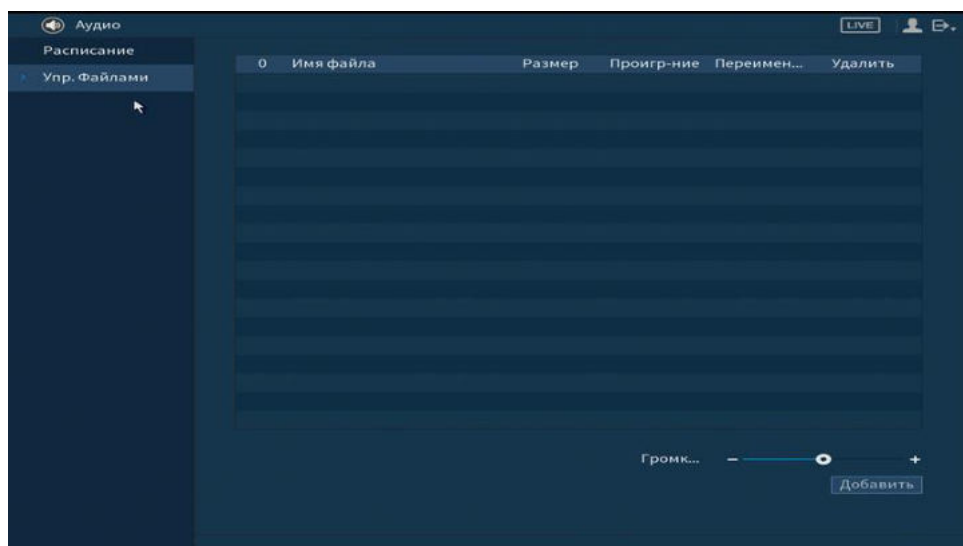 Аудио LIVE
Расписание
0 Имя файла Размер Проигр-ние Переимен... Удалить
Упр. Файлами
Громк... - +
Добавить